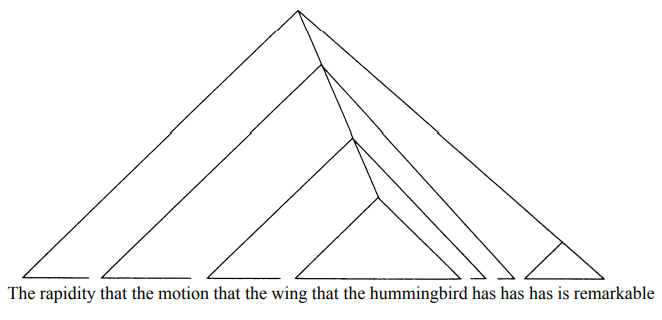 The rapidity that the motion that the wing that the hummingbird has has has is remarkable